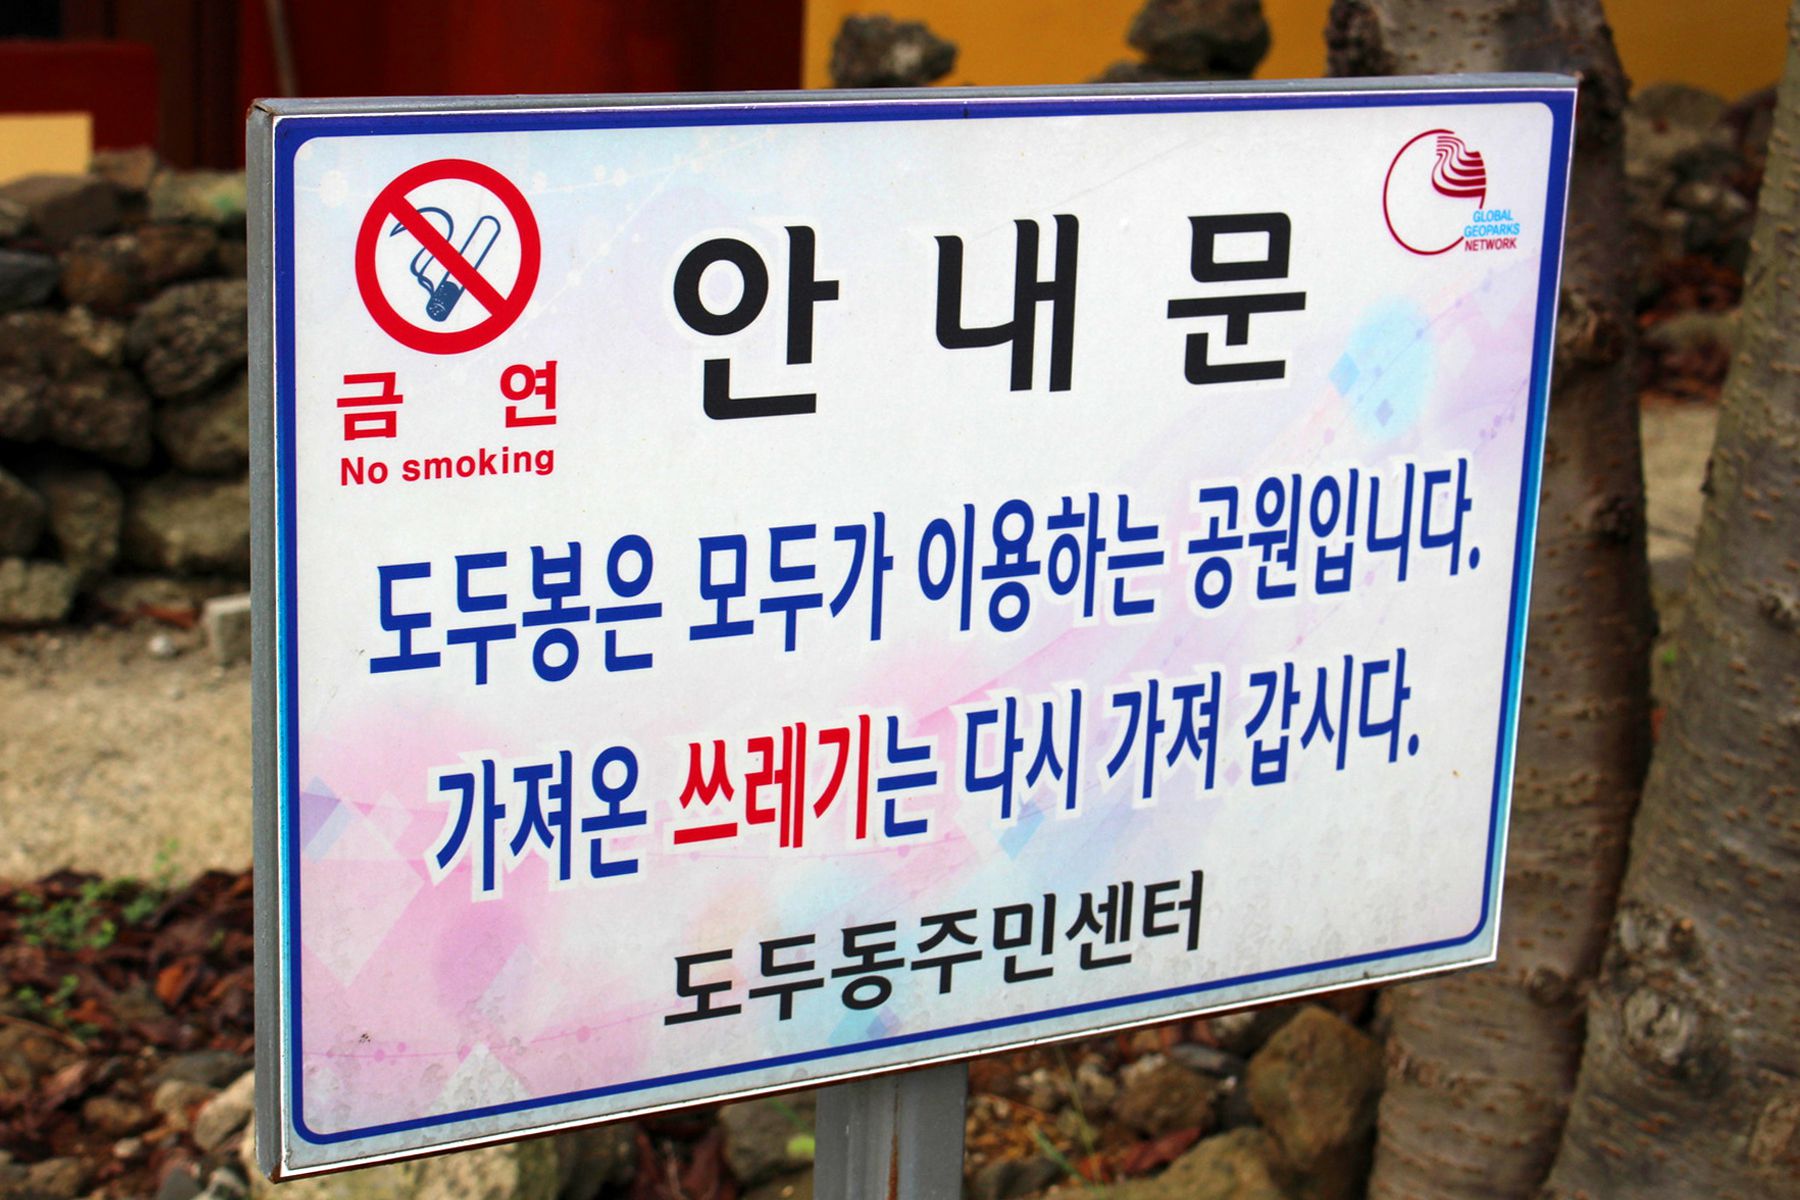 안내문
금연
No smoking
GLOBAL
GEOPARKS
NETWORK
도두봉은 모두가 이용하는 공원입니다.
가져온 쓰레기는 다시 가져 갑시다.
도두동주민센터